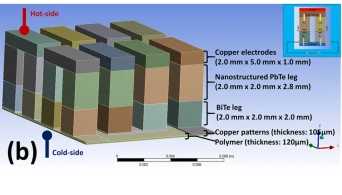 Hot-side
Copper electrodes
(2.0 mm x 5.0 mm x 1.0 mm)
Nanostructured PbTe leg
(2.0 mm x 2.0 mm x 2.8 mm)
BiTe leg
(2.0 mm x 2.0 mm x 2.0 mm)
Copper patterns (thickness: 105μm)
Polymer (thickness: 120μm)
(b)
Cold-side